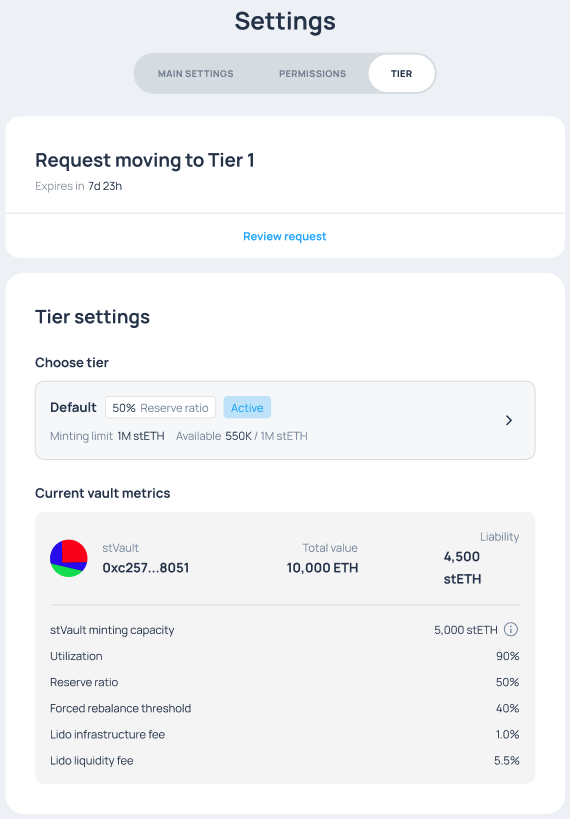 Settings
MAIN SETTINGS PERMISSIONS TIER
Request moving to Tier 1
Expires in 7d 23h
Review request
Tier settings
Choose tier
Default 50% Reserve ratio Active
Minting limit 1M stETH Available 550K / 1M stETH
Current vault metrics
stVault Total value Liability
0xc257...8051 10,000 ETH 4,500
stETH
stVault minting capacity 5,000 stETH
Utilization 90%
Reserve ratio 50%
Forced rebalance threshold 40%
Lido infrastructure fee 1.0%
Lido liquidity fee 5.5%